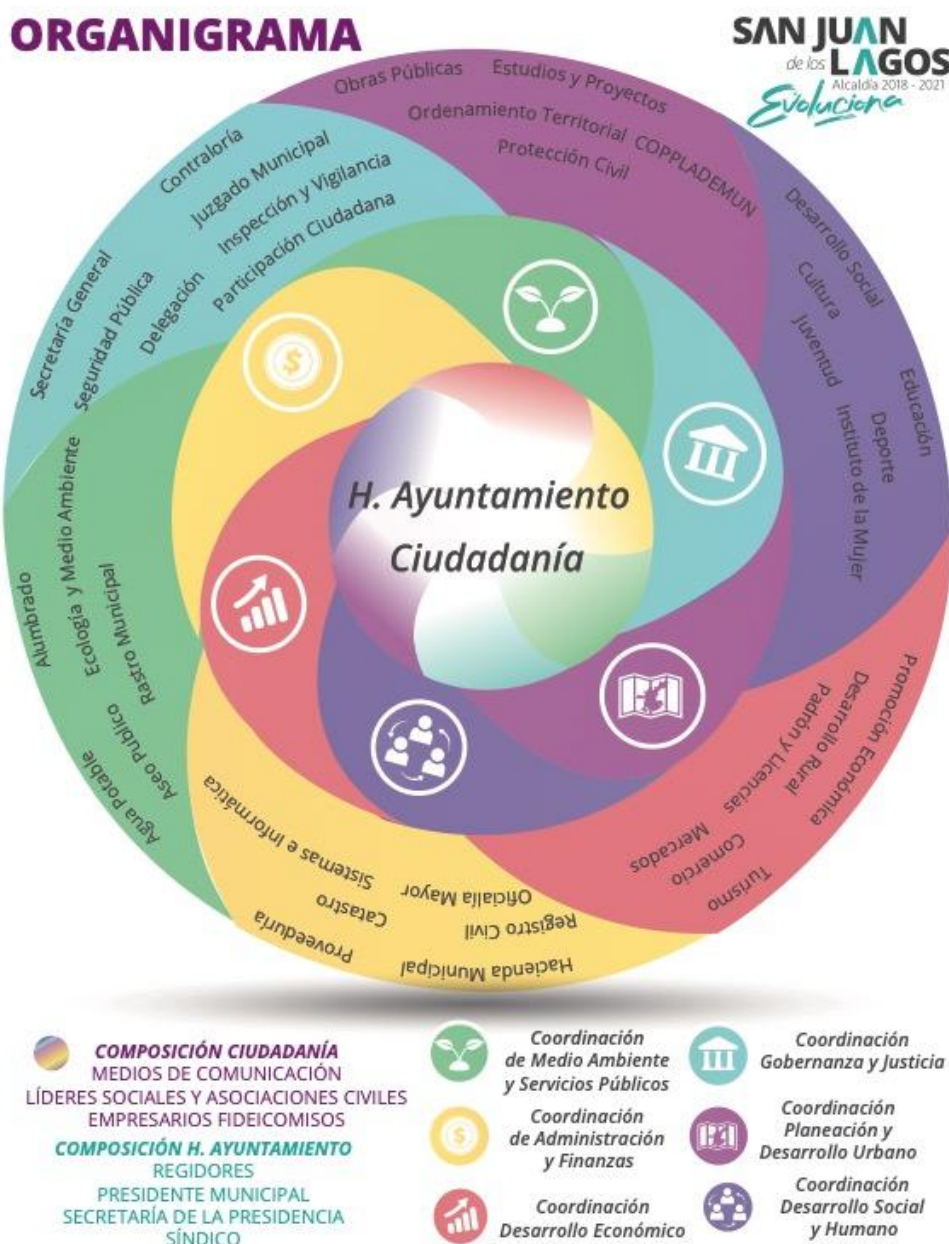 ORGANIGRAMA
SAN JUAN
de los LAGOS
Alcaldía 2018 - 2021
Evoluciona
Obras Públicas
Estudios y Proyectos
Ordenamiento Territorial
COPPLADEMUN
Protección Civil
Contraloría
Juzgado Municipal
Inspección y Vigilancia
Participación Ciudadana
Secretaría General
Seguridad Pública
Delegación
Desarrollo Social
Cultura
Juventud
Educación
Deporte
Instituto de la Mujer
$
H. Ayuntamiento
Ciudadanía
Alumbrado
Ecología y Medio Ambiente
Rastro Municipal
Aseo Publico
Agua Potable
Promoción Económica
Desarrollo Rural
Padrón y Licencias
Mercados
Comercio
Turismo
Sistemas e Informática
Oficialía Mayor
Catastro
Registro Civil
Proveeduría
Hacienda Municipal
COMPOSICIÓN CIUDADANÍA
MEDIOS DE COMUNICACIÓN
LÍDERES SOCIALES Y ASOCIACIONES CIVILES
EMPRESARIOS FIDEICOMISOS
COMPOSICIÓN H. AYUNTAMIENTO
REGIDORES
PRESIDENTE MUNICIPAL
SECRETARÍA DE LA PRESIDENCIA
SÍNDICO
Coordinación
de Medio Ambiente
y Servicios Públicos
$
Coordinación
de Administración
y Finanzas
Coordinación
Desarrollo Económico
Coordinación
Gobernanza y Justicia
Coordinación
Planeación y
Desarrollo Urbano
Coordinación
Desarrollo Social
y Humano